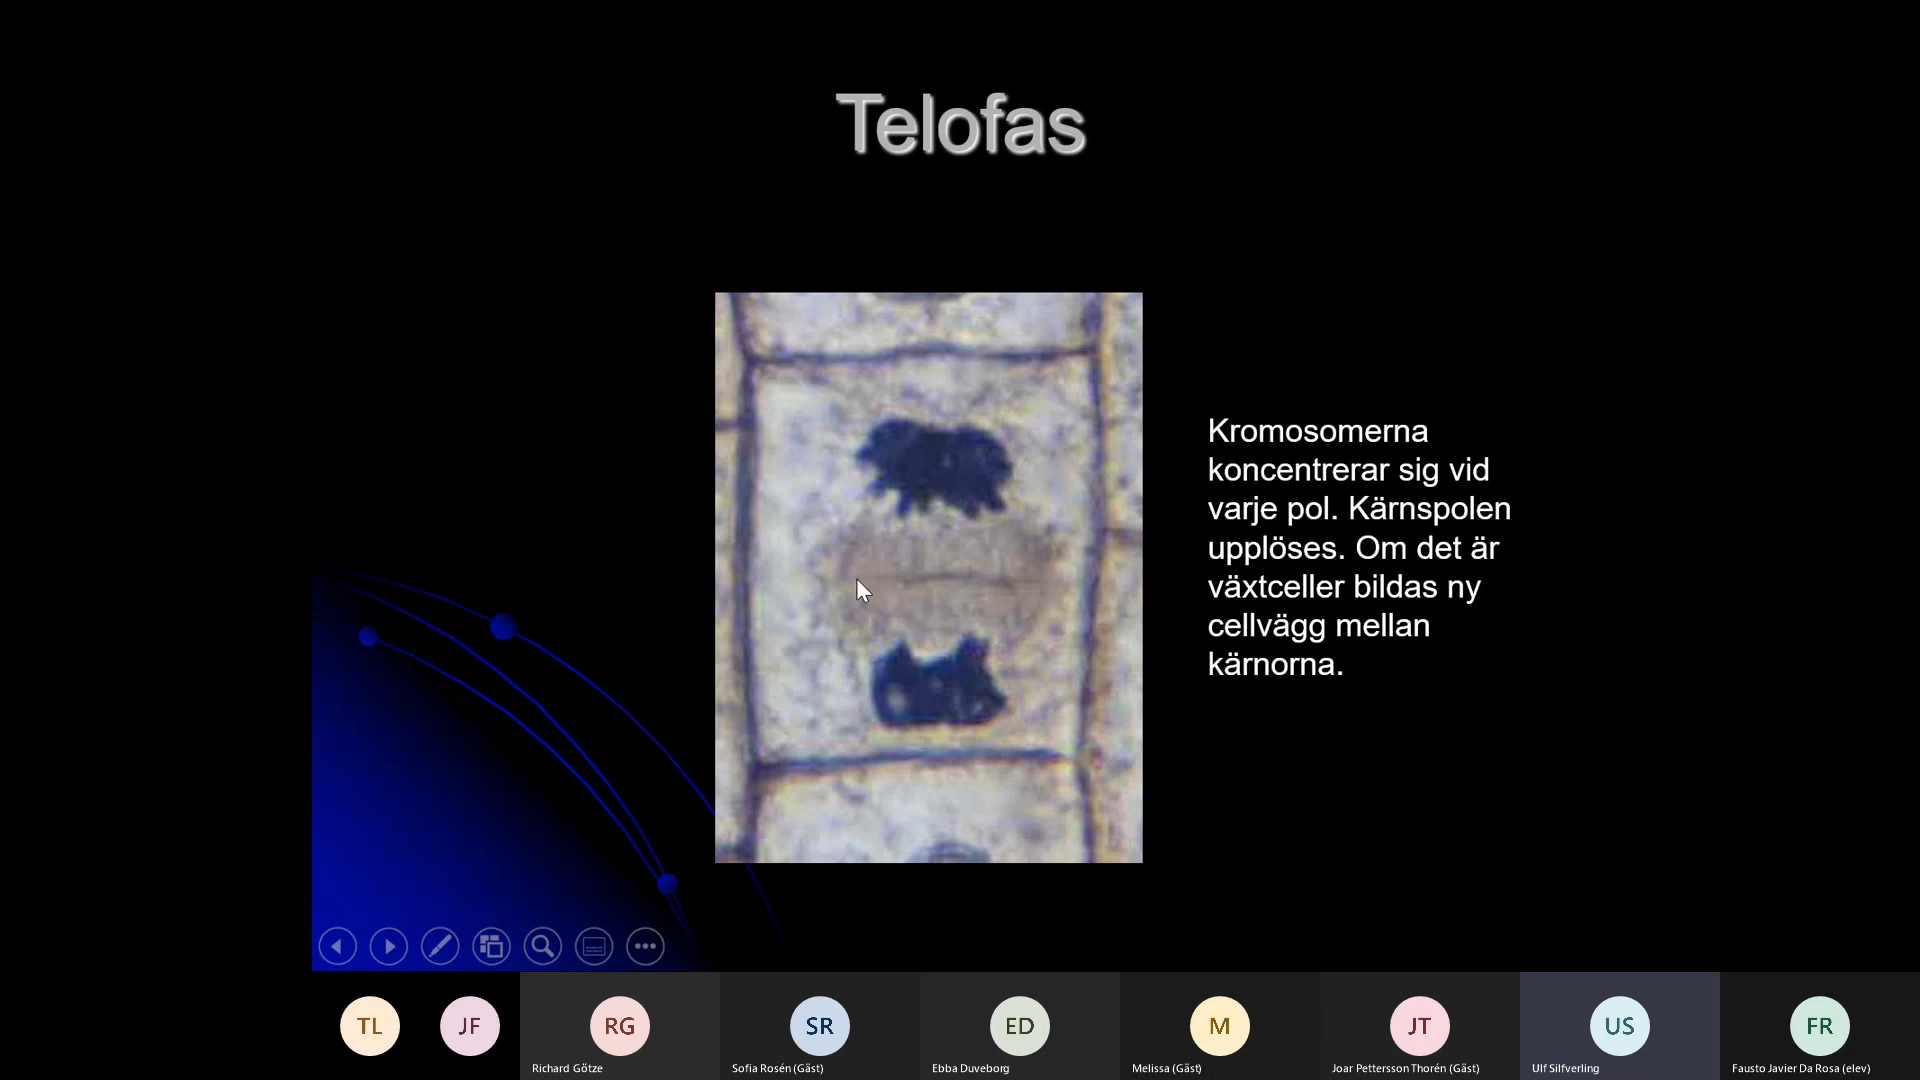 Telofas
Kromosomerna
koncentrerar sig vid
varje pol. Kärnspolen
upplöses. Om det är
växtceller bildas ny
cellvägg mellan
kärnorna.
TL
JF
RG
SR
ED
M
JT
US
FR
Richard Götze
Sofia Rosén (Gäst)
Ebba Duveborg
Melissa (Gäst)
Joar Pettersson Thorén (Gäst)
Ulf Silfverling
Fausto Javier Da Rosa (elev)